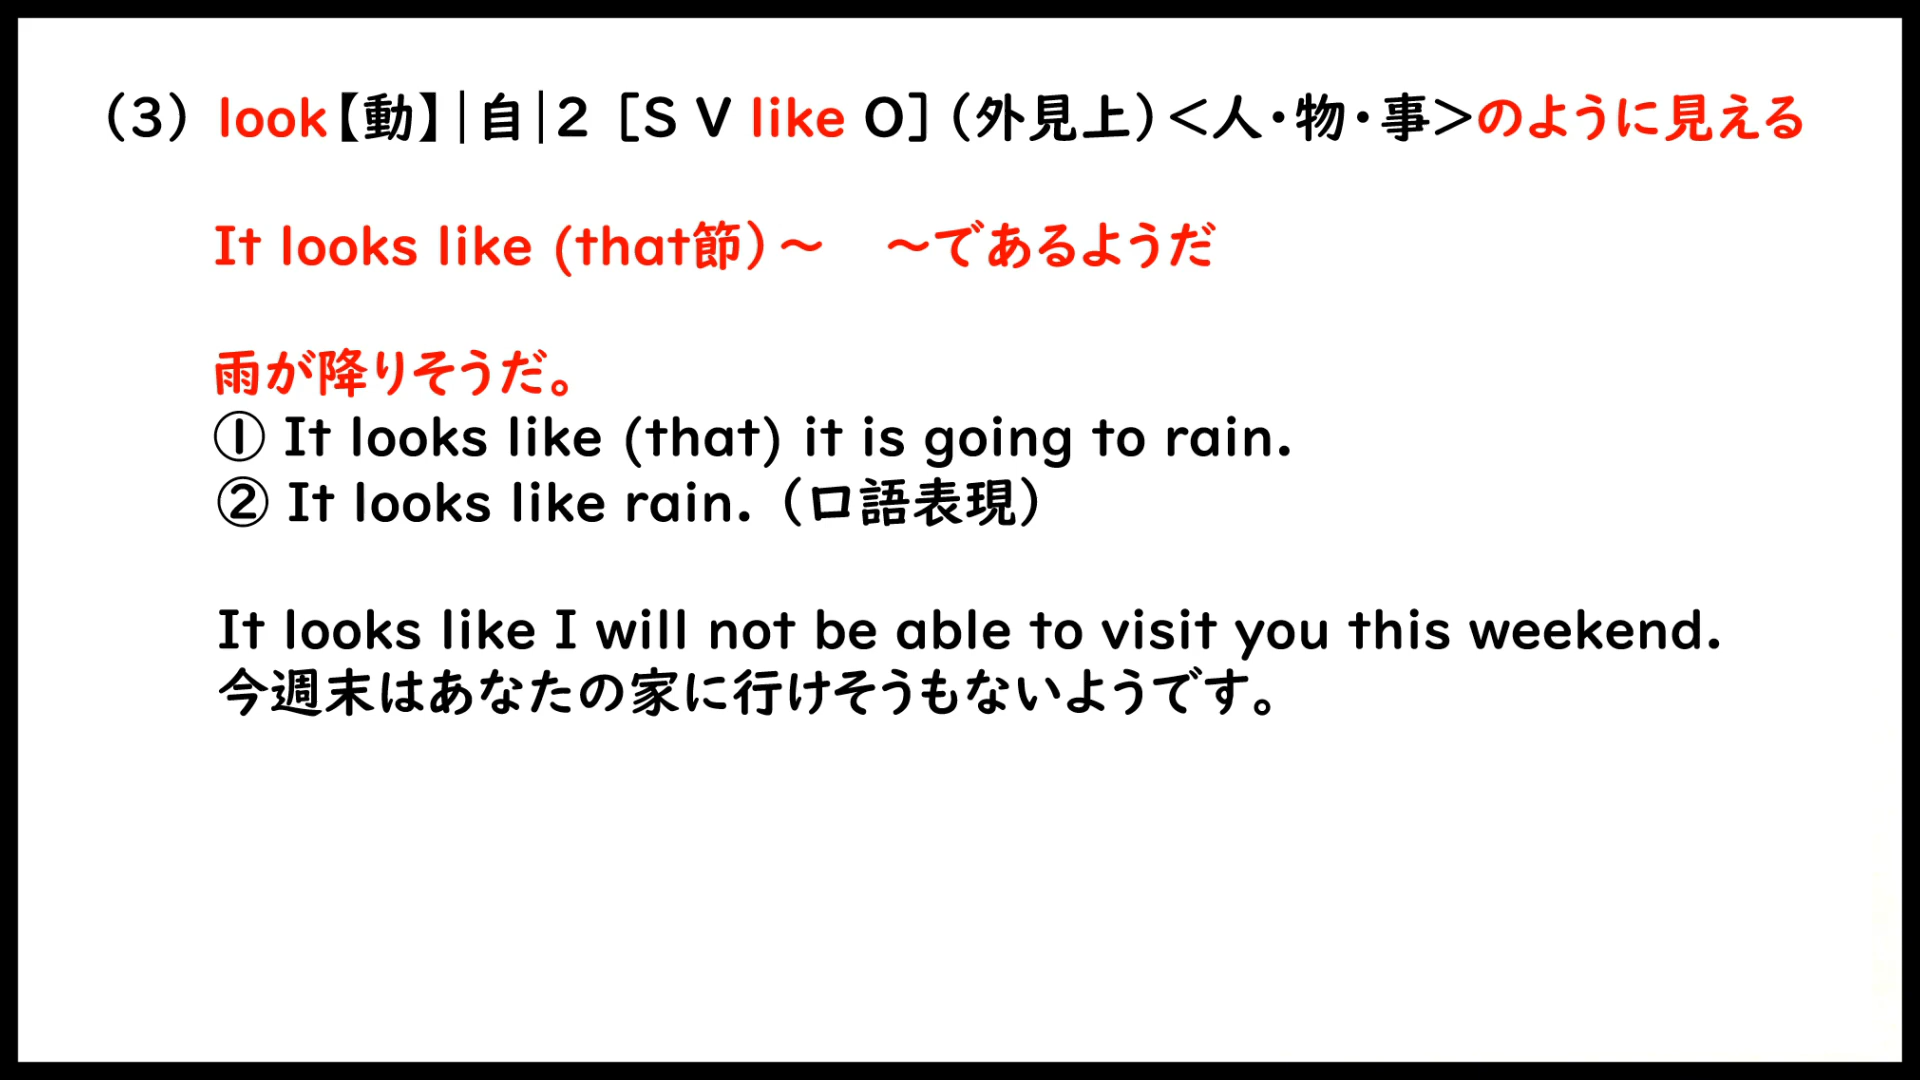 （3） look【動】|自|2 [S V like O]（外見上）＜人・物・事＞のように見える
It looks like (that節）～　～であるようだ
雨が降りそうだ。
① It looks like (that) it is going to rain.
② It looks like rain.（口語表現）
It looks like I will not be able to visit you this weekend.
今週末はあなたの家に行けそうもないようです。